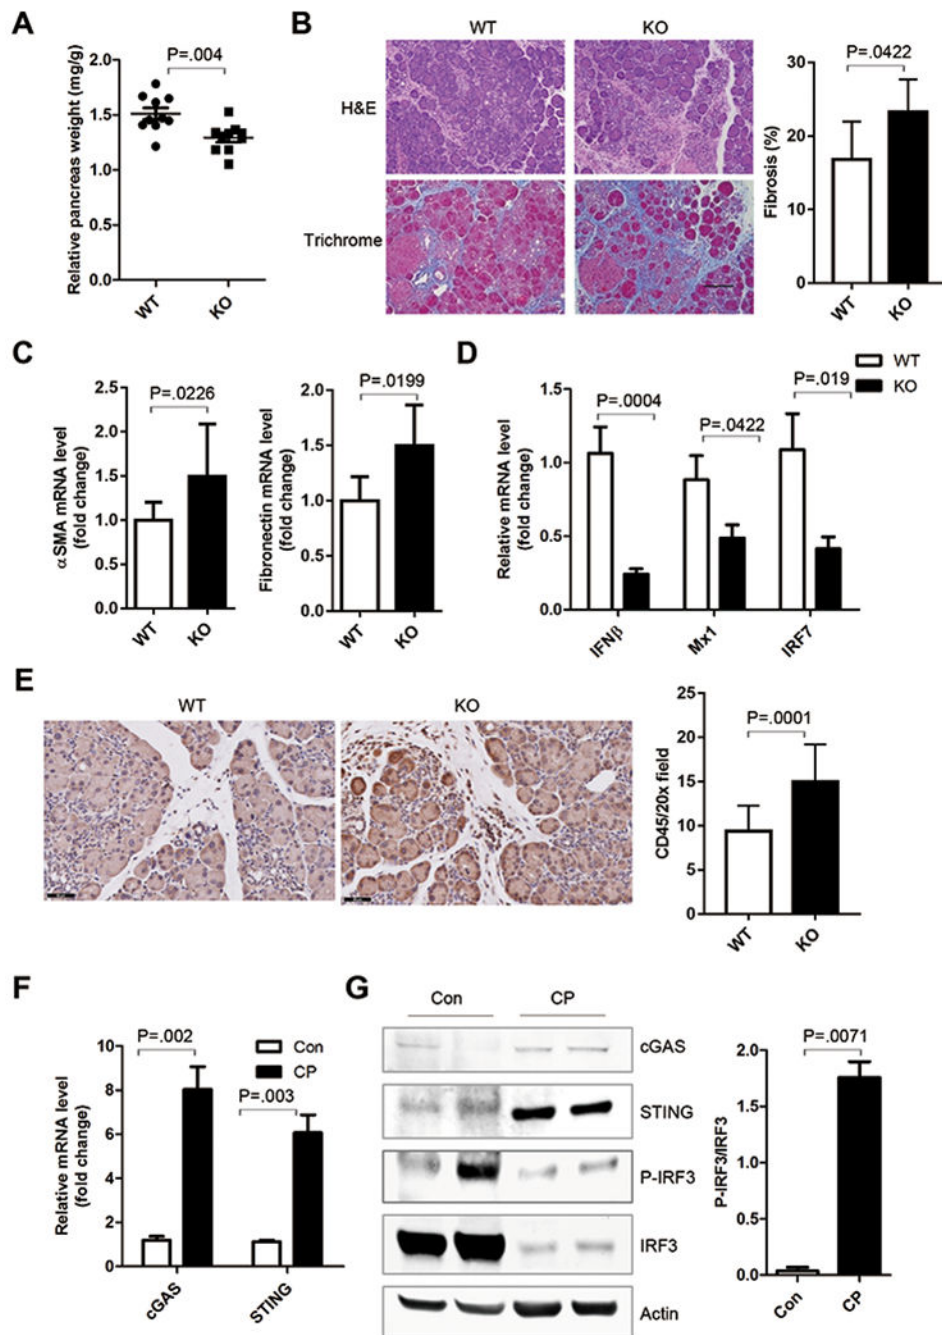 A
Relative pancreas weight (mg/g)
2.0
1.5
1.0
0.5
0.0
P=.004
WT
KO
B
WT
KO
H&E
Trichrome
Fibrosis (%)
30
20
10
0
P=.0422
WT
KO
C
αSMA mRNA level
(fold change)
2.5
2.0
1.5
1.0
0.5
0.0
P=.0226
WT
KO
Fibronectin mRNA level
(fold change)
2.0
1.5
1.0
0.5
0.0
P=.0199
WT
KO
D
WT
KO
Relative mRNA level
(fold change)
1.5
1.0
0.5
0.0
P=.0004
P=.0422
P=.019
IFNβ
Mx1
IRF7
E
WT
KO
CD45/20x field
25
20
15
10
5
0
P=.0001
WT
KO
F
Relative mRNA level
(fold change)
10
8
6
4
2
0
P=.002
P=.003
Con
CP
cGAS
STING
G
Con
CP
cGAS
STING
P-IRF3
IRF3
Actin
P-IRF3/IRF3
2.0
1.5
1.0
0.5
0.0
P=.0071
Con
CP